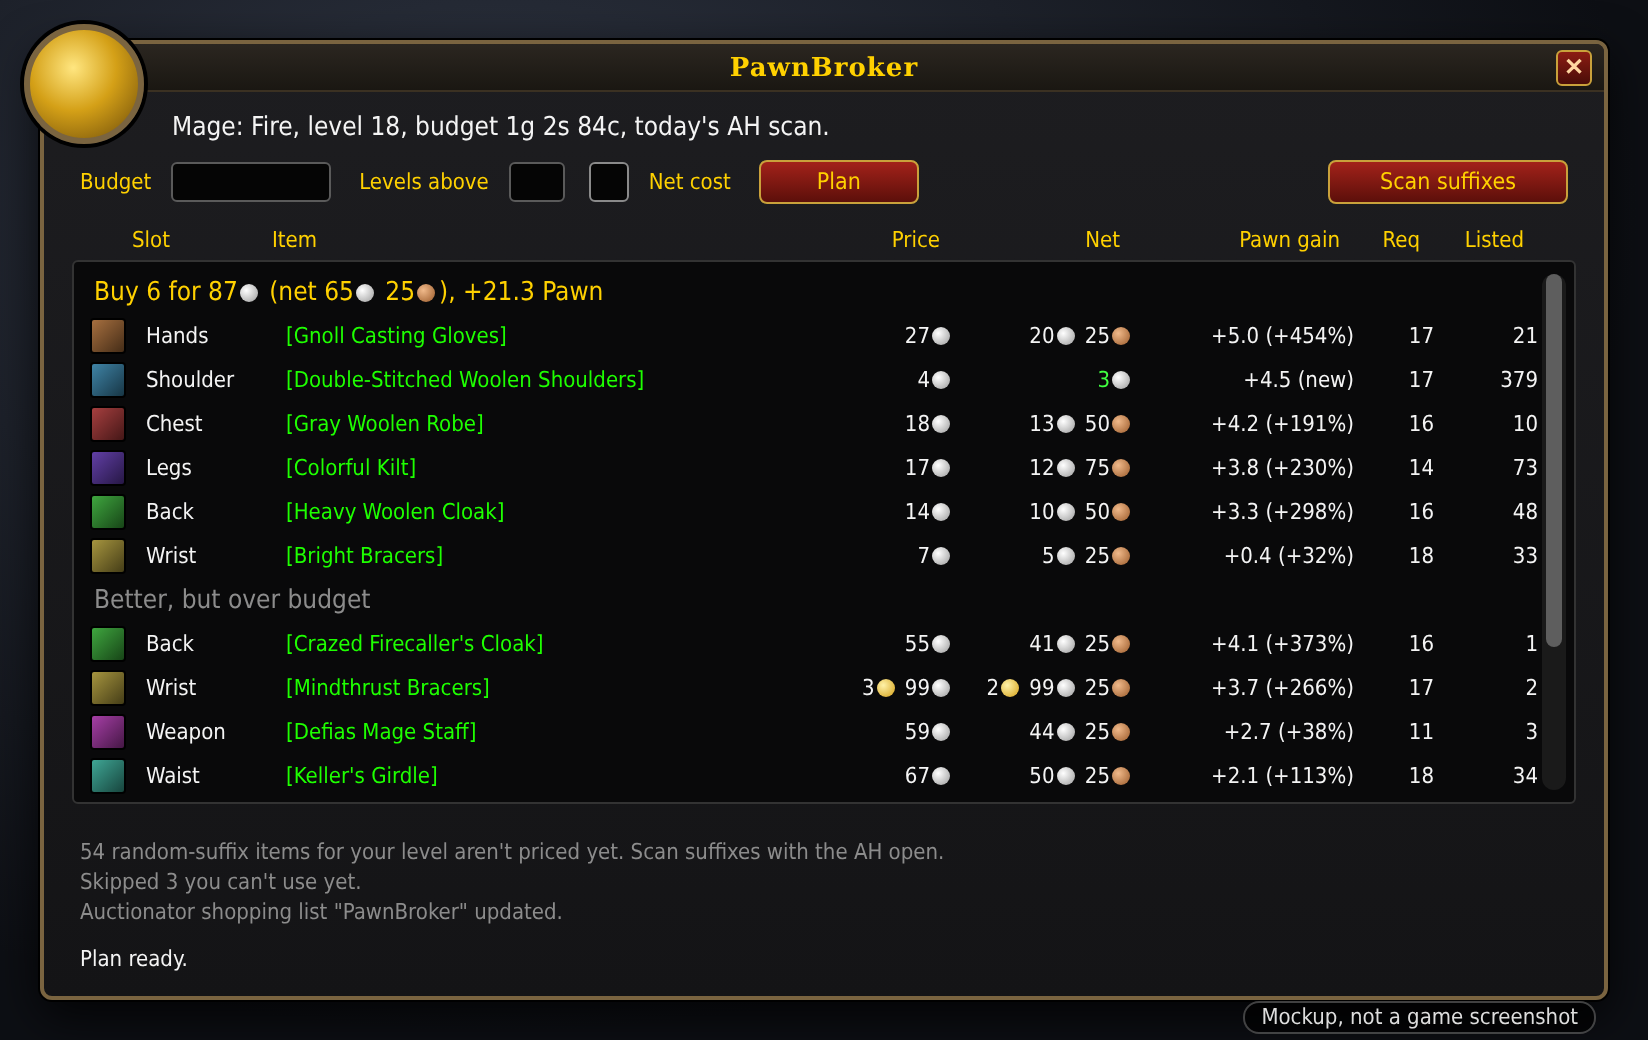 PawnBroker
Mage: Fire, level 18, budget 1g 2s 84c, today's AH scan.
Budget Levels above Net cost Plan Scan suffixes
Slot Item Price Net Pawn gain Req Listed
Buy 6 for 87 (net 65 25), +21.3 Pawn
Hands [Gnoll Casting Gloves] 27 20 25 +5.0 (+454%) 17 21
Shoulder [Double-Stitched Woolen Shoulders] 4 3 +4.5 (new) 17 379
Chest [Gray Woolen Robe] 18 13 50 +4.2 (+191%) 16 10
Legs [Colorful Kilt] 17 12 75 +3.8 (+230%) 14 73
Back [Heavy Woolen Cloak] 14 10 50 +3.3 (+298%) 16 48
Wrist [Bright Bracers] 7 5 25 +0.4 (+32%) 18 33
Better, but over budget
Back [Crazed Firecaller's Cloak] 55 41 25 +4.1 (+373%) 16 1
Wrist [Mindthrust Bracers] 3 99 2 99 25 +3.7 (+266%) 17 2
Weapon [Defias Mage Staff] 59 44 25 +2.7 (+38%) 11 3
Waist [Keller's Girdle] 67 50 25 +2.1 (+113%) 18 34
54 random-suffix items for your level aren't priced yet. Scan suffixes with the AH open.
Skipped 3 you can't use yet.
Auctionator shopping list "PawnBroker" updated.
Plan ready.
Mockup, not a game screenshot